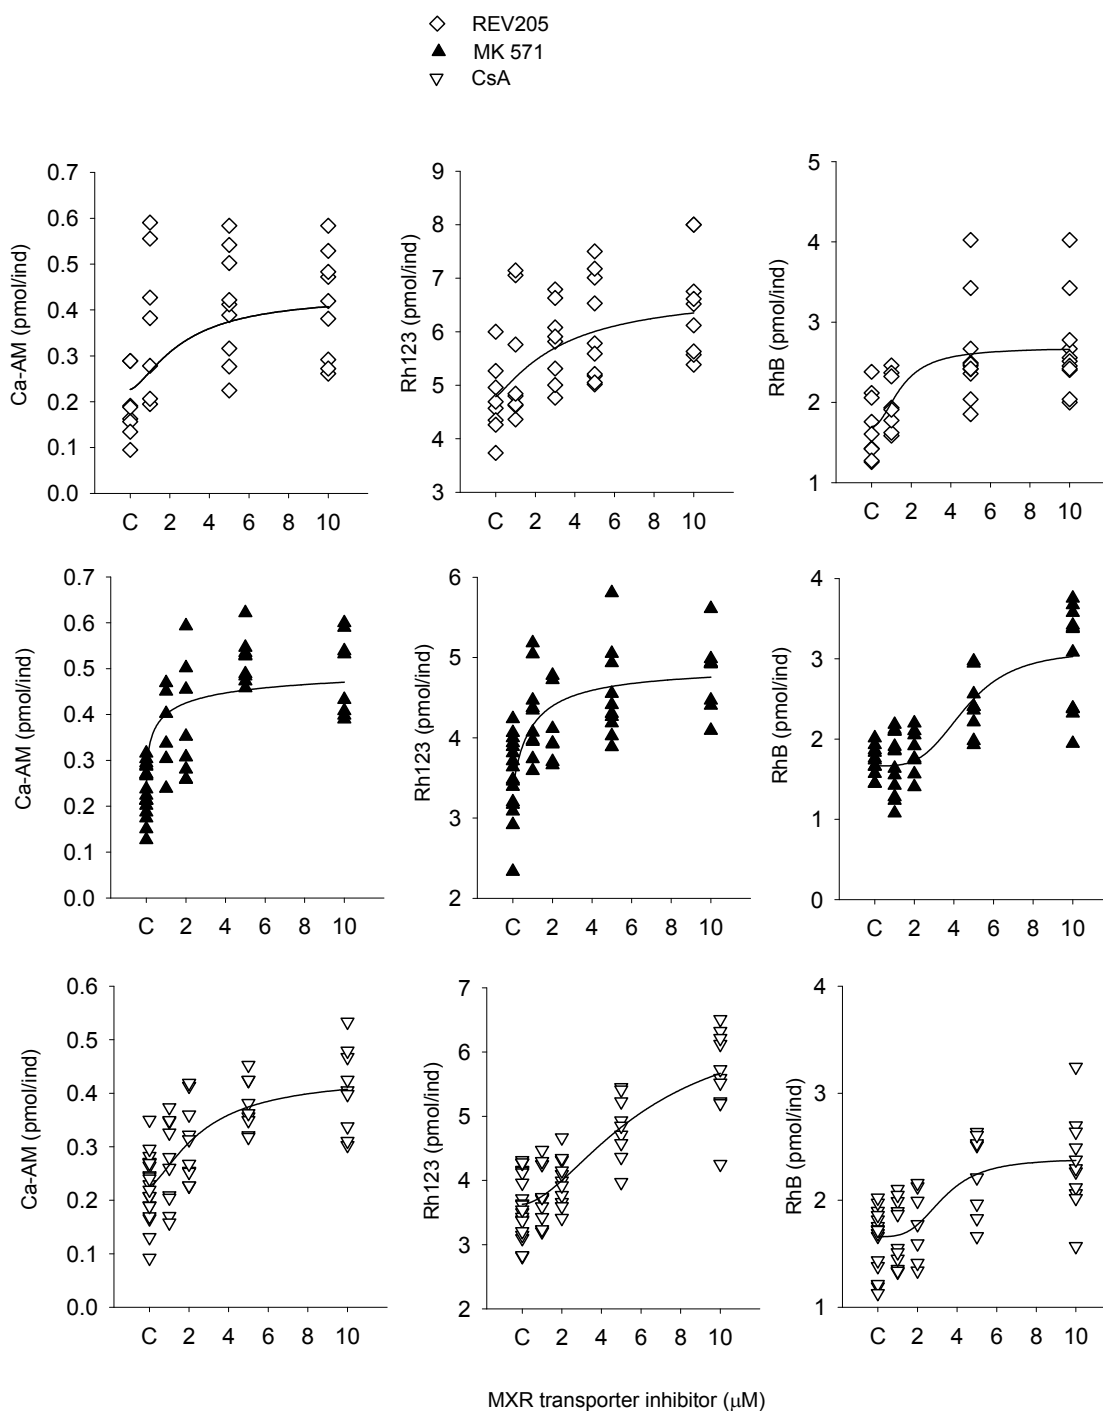 REV205
MK 571
CsA
Ca-AM (pmol/ind)
0.7
0.6
0.5
0.4
0.3
0.2
0.1
0.0
C 2 4 6 8 10
Rh123 (pmol/ind)
9
8
7
6
5
4
3
C 2 4 6 8 10
RhB (pmol/ind)
5
4
3
2
1
C 2 4 6 8 10
Ca-AM (pmol/ind)
0.7
0.6
0.5
0.4
0.3
0.2
0.1
0.0
C 2 4 6 8 10
Rh123 (pmol/ind)
6
5
4
3
2
C 2 4 6 8 10
RhB (pmol/ind)
4
3
2
1
0
C 2 4 6 8 10
Ca-AM (pmol/ind)
0.6
0.5
0.4
0.3
0.2
0.1
0.0
C 2 4 6 8 10
Rh123 (pmol/ind)
7
6
5
4
3
2
C 2 4 6 8 10
RhB (pmol/ind)
4
3
2
1
C 2 4 6 8 10
MXR transporter inhibitor (μM)